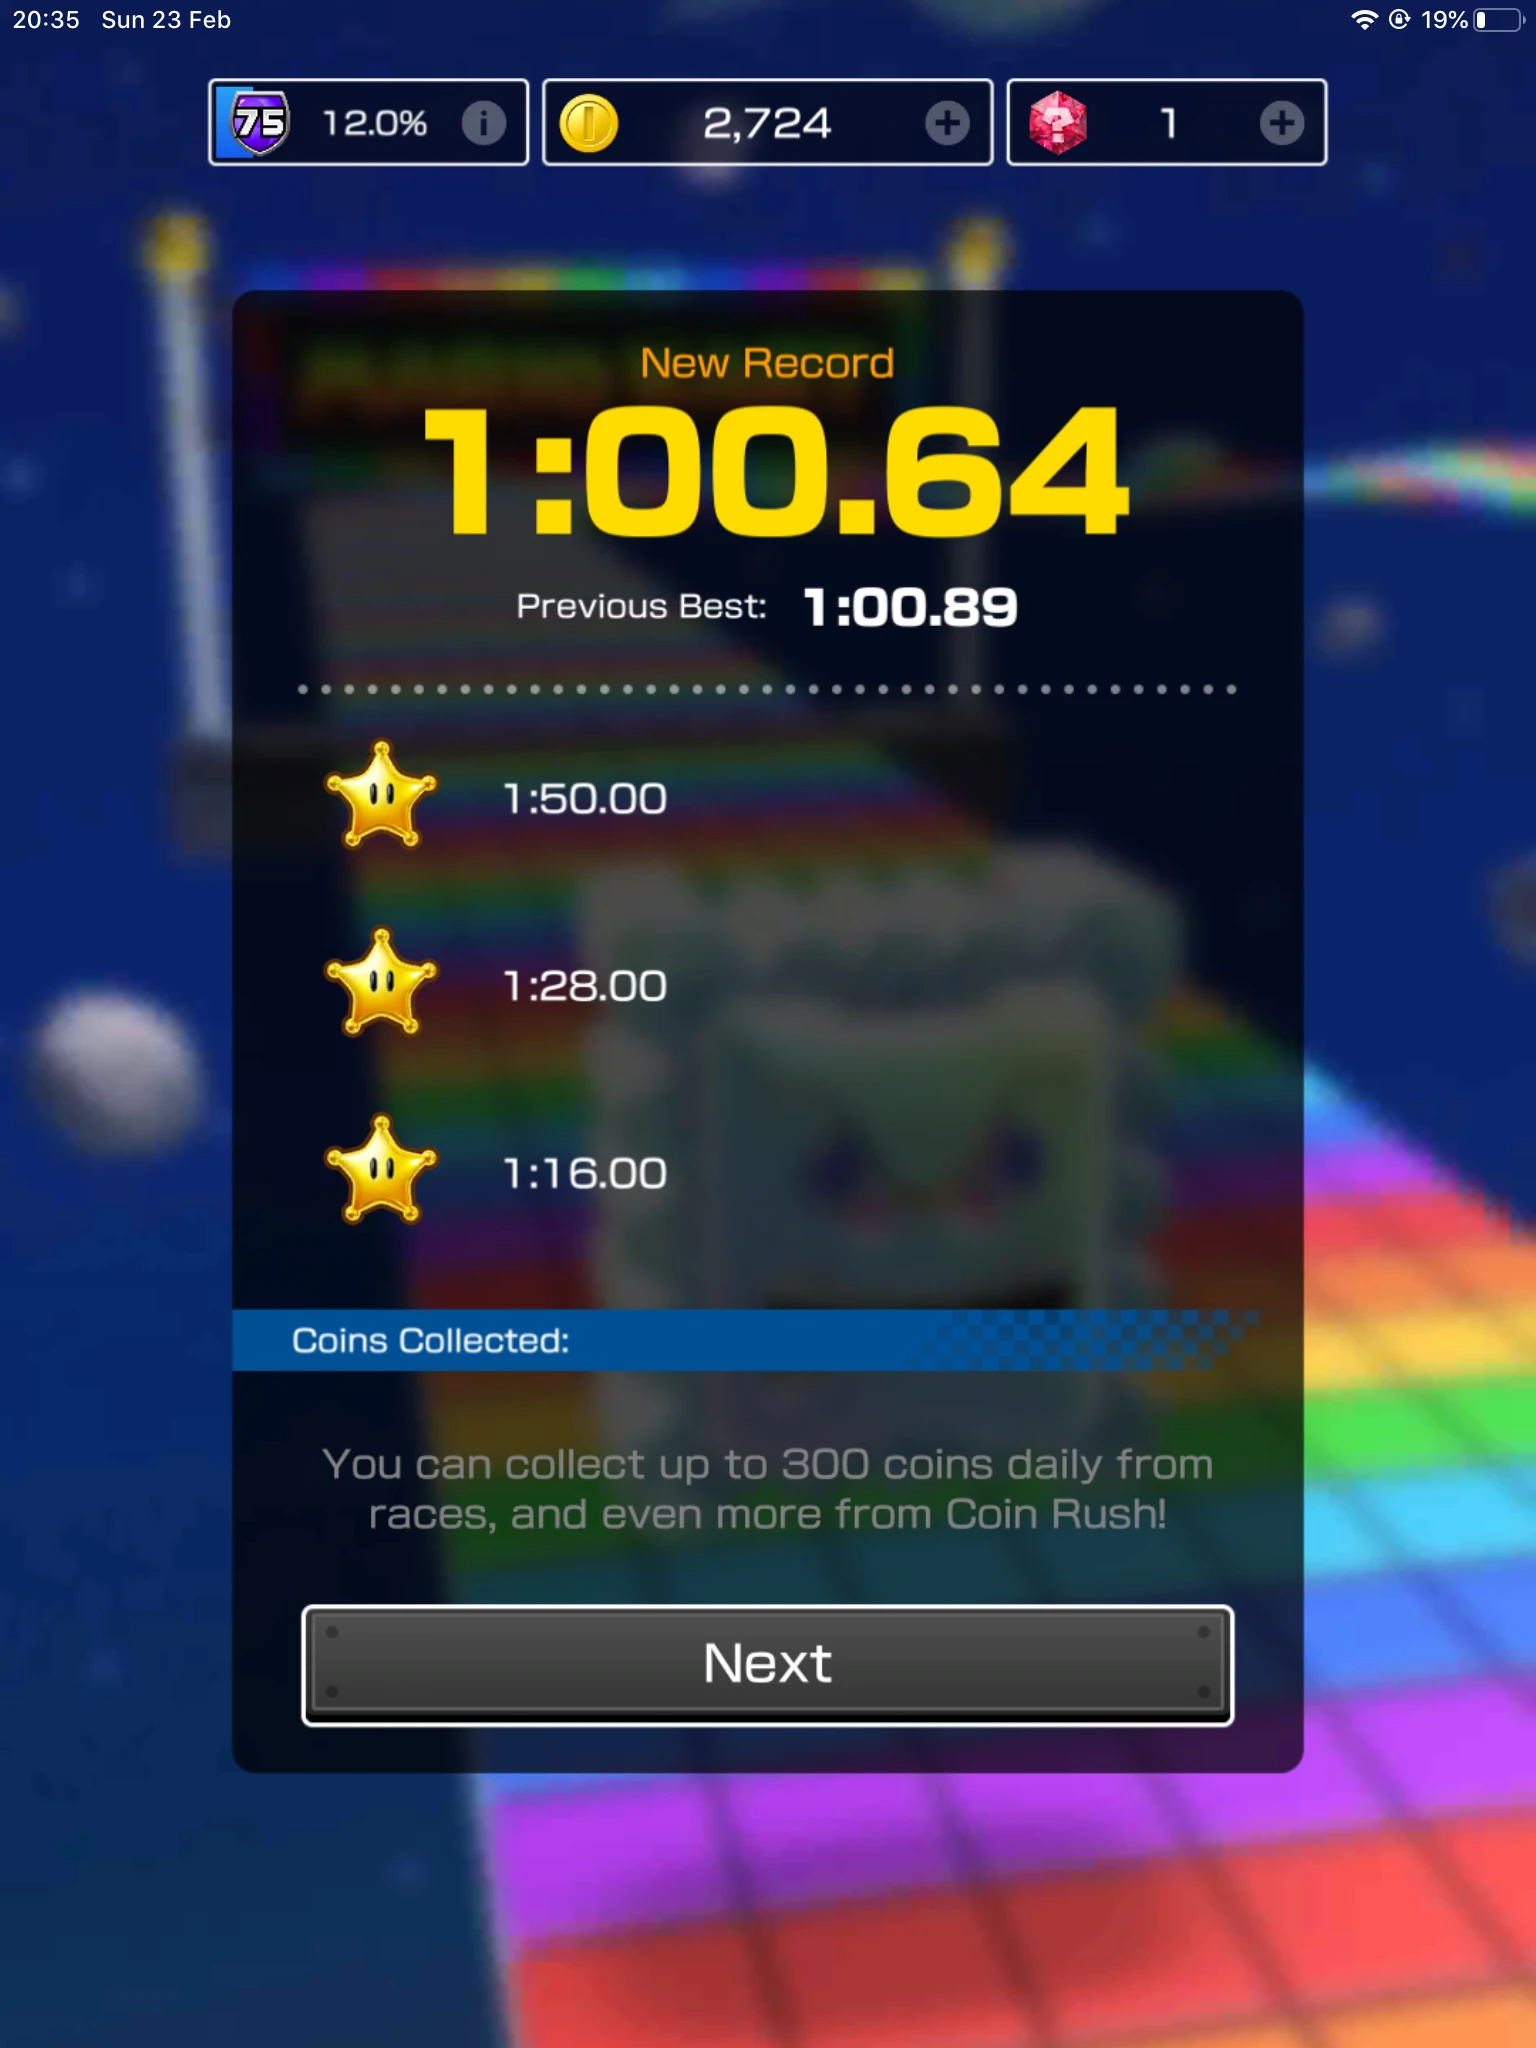 20:35 Sun 23 Feb 19%
75 12.0% i 2,724 + 1 +
New Record
1:00.64
Previous Best: 1:00.89
1:50.00
1:28.00
1:16.00
Coins Collected:
You can collect up to 300 coins daily from
races, and even more from Coin Rush!
Next